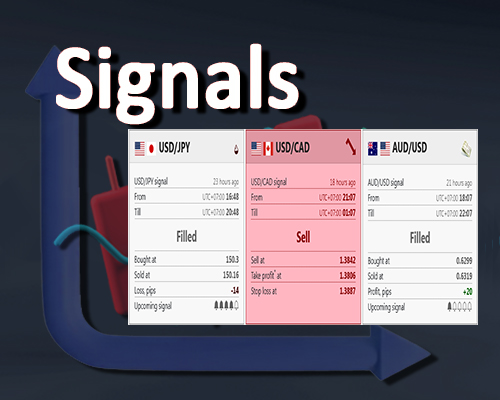 Signals
USD/JPY
USD/JPY signal 23 hours ago
From UTC+07:00 16:48
Till UTC+07:00 20:48
Filled
Bought at 150.3
Sold at 150.16
Loss, pips -14
Upcoming signal
USD/CAD
USD/CAD signal 18 hours ago
From UTC+07:00 21:07
Till UTC+07:00 01:07
Sell
Sell at 1.3842
Take profit* at 1.3806
Stop loss at 1.3887
AUD/USD
AUD/USD signal 21 hours ago
From UTC+07:00 18:07
Till UTC+07:00 22:07
Filled
Bought at 0.6299
Sold at 0.6319
Profit, pips +20
Upcoming signal